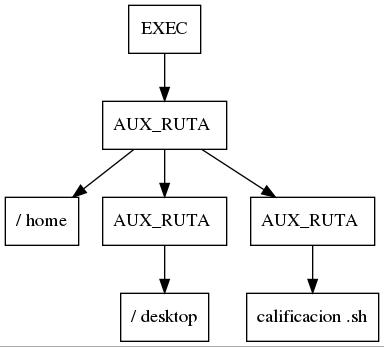 EXEC
AUX_RUTA
/ home
AUX_RUTA
AUX_RUTA
/ desktop
calificacion .sh